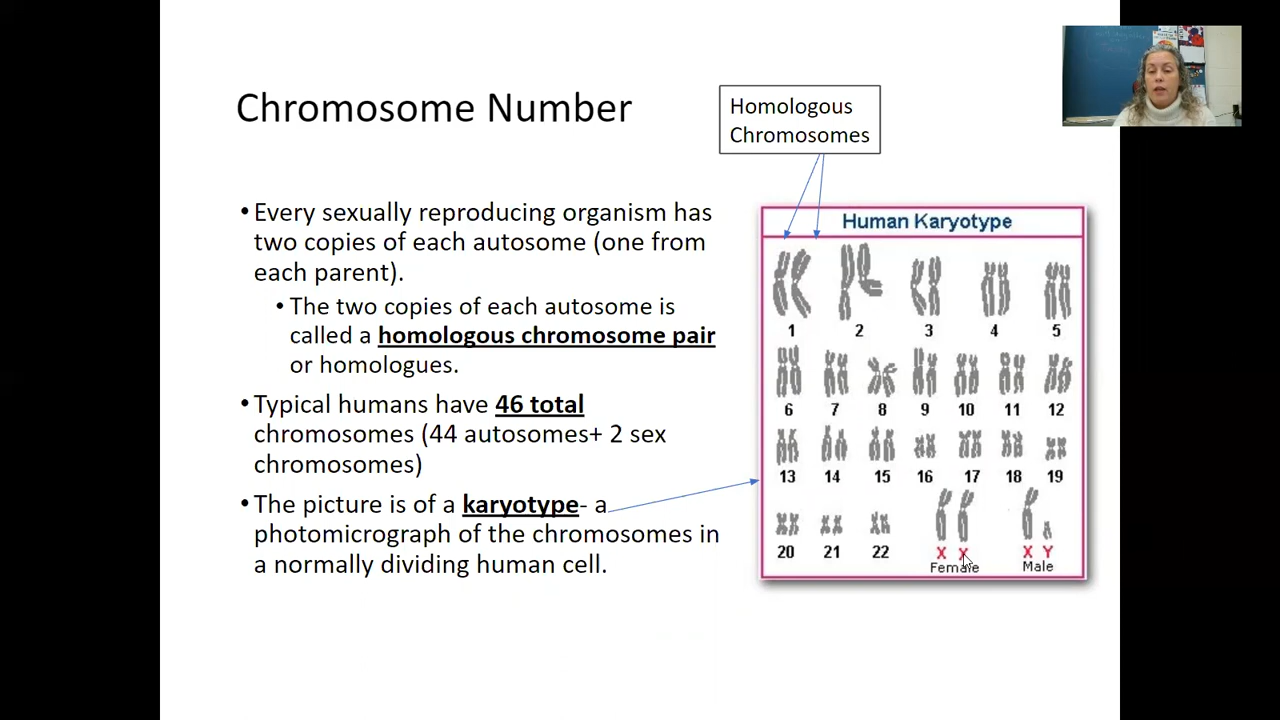 Chromosome Number
Homologous
Chromosomes
•Every sexually reproducing organism has
two copies of each autosome (one from
each parent).
•The two copies of each autosome is
called a homologous chromosome pair
or homologues.
•Typical humans have 46 total
chromosomes (44 autosomes+ 2 sex
chromosomes)
•The picture is of a karyotype- a
photomicrograph of the chromosomes in
a normally dividing human cell.
Human Karyotype
1 2 3 4 5
6 7 8 9 10 11 12
13 14 15 16 17 18 19
20 21 22 X X X Y
Female Male